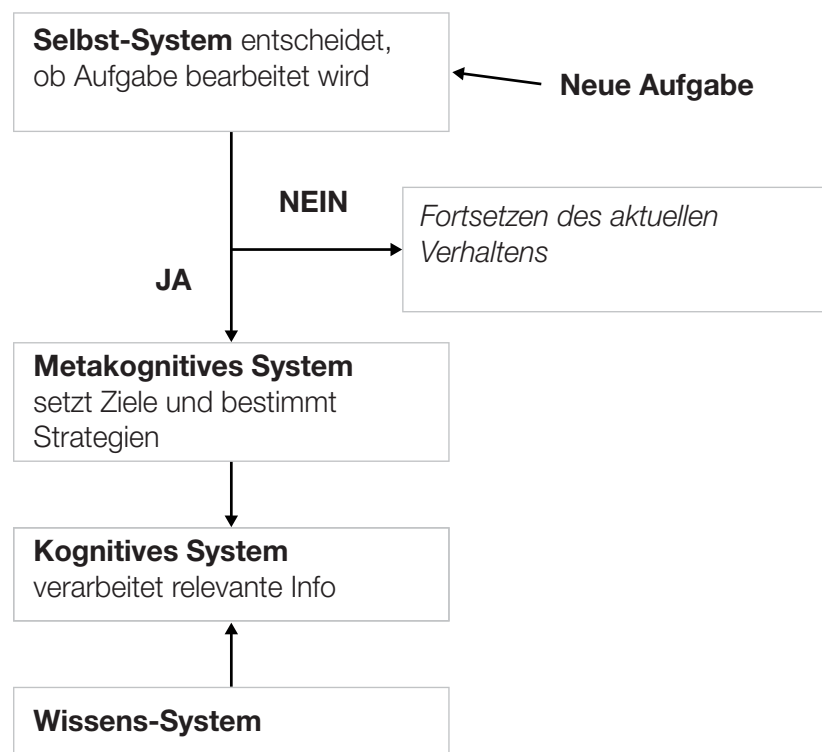 Selbst-System entscheidet,
ob Aufgabe bearbeitet wird
Neue Aufgabe
NEIN
Fortsetzen des aktuellen
Verhaltens
JA
Metakognitives System
setzt Ziele und bestimmt
Strategien
Kognitives System
verarbeitet relevante Info
Wissens-System